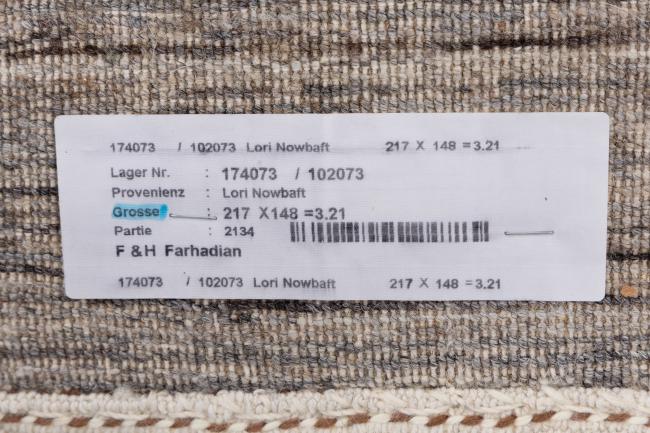 174073 / 102073 Lori Nowbaft 217 X 148 =3.21
Lager Nr. : 174073 / 102073
Provenienz : Lori Nowbaft
Grosse : 217 X148 =3.21
Partie : 2134
F & H Farhadian
174073 / 102073 Lori Nowbaft 217 X 148 =3.21